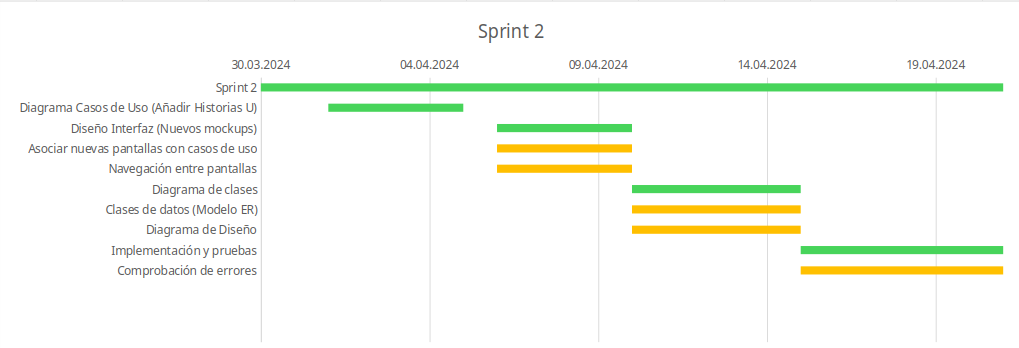 Sprint 2
30.03.2024 04.04.2024 09.04.2024 14.04.2024 19.04.2024
Sprint 2
Diagrama Casos de Uso (Añadir Historias U)
Diseño Interfaz (Nuevos mockups)
Asociar nuevas pantallas con casos de uso
Navegación entre pantallas
Diagrama de clases
Clases de datos (Modelo ER)
Diagrama de Diseño
Implementación y pruebas
Comprobación de errores